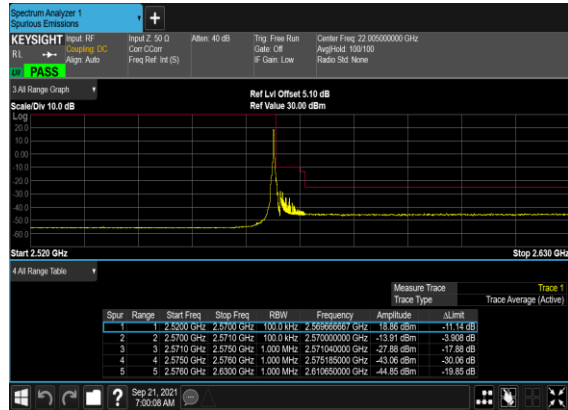 Spectrum Analyzer 1
Spurious Emissions
KEYSIGHT Input: RF Input Z: 50 Ω Atten: 40 dB Trig: Free Run Center Freq: 22.005000000 GHz
RL Coupling: DC Corr CCorr Gate: Off Avg|Hold: 100/100
Align: Auto Freq Ref: Int (S) IF Gain: Low Radio Std: None
PASS
3 All Range Graph Ref Lvl Offset 5.10 dB
Scale/Div 10.0 dB Ref Value 30.00 dBm
Log
20.0
10.0
0.00
-10.0
-20.0
-30.0
-40.0
-50.0
-60.0
Start 2.520 GHz Stop 2.630 GHz
4 All Range Table
Measure Trace Trace 1
Trace Type Trace Average (Active)
Spur Range Start Freq Stop Freq RBW Frequency Amplitude ΔLimit
1 1 2.5200 GHz 2.5700 GHz 100.0 kHz 2.569666667 GHz 18.86 dBm -11.14 dB
2 2 2.5700 GHz 2.5710 GHz 100.0 kHz 2.570000000 GHz -13.91 dBm -3.908 dB
3 3 2.5710 GHz 2.5750 GHz 1.000 MHz 2.571040000 GHz -27.88 dBm -17.88 dB
4 4 2.5750 GHz 2.5760 GHz 1.000 MHz 2.575185000 GHz -43.06 dBm -30.06 dB
5 5 2.5760 GHz 2.6300 GHz 1.000 MHz 2.610650000 GHz -44.85 dBm -19.85 dB
Sep 21, 2021
7:00:08 AM